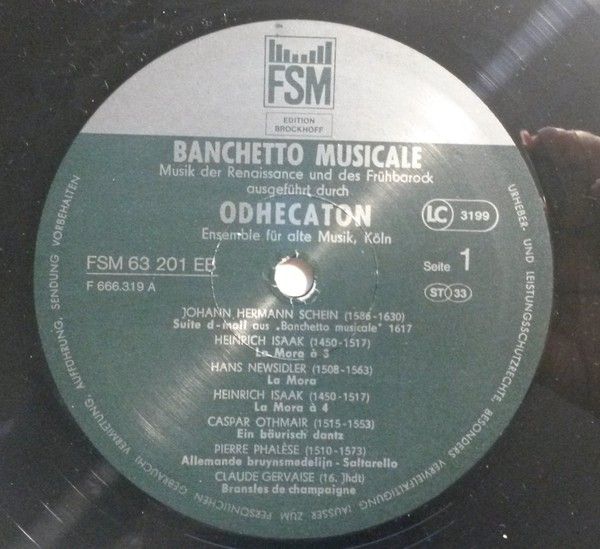 FSM
EDITION
BROCKHOFF
BANCHETTO MUSICALE
Musik der Renaissance und des Frühbarock
ausgeführt durch
ODHECATON
Ensemble für alte Musik, Köln
LC 3199
FSM 63 201 EB
F 666.319 A
Seite 1
ST 33
JOHANN HERMANN SCHEIN (1586-1630)
Suite d-moll aus „Banchetto musicale" 1617
HEINRICH ISAAK (1450-1517)
La Mora à 3
HANS NEWSIDLER (1508-1563)
La Mora
HEINRICH ISAAK (1450-1517)
La Mora à 4
CASPAR OTHMAIR (1515-1553)
Ein bäurisch dantz
PIERRE PHALÈSE (1510-1573)
Allemande bruynsmedelijn - Saltarello
CLAUDE GERVAISE (16. Jhdt)
Bransles de champaigne
URHEBER- UND LEISTUNGSSCHUTZRECHTE, BESONDERS VERVIELFÄLTIGUNG (AUSSER ZUM PERSÖNLICHEN GEBRAUCH) VERMIETUNG, AUFFÜHRUNG, SENDUNG VORBEHALTEN